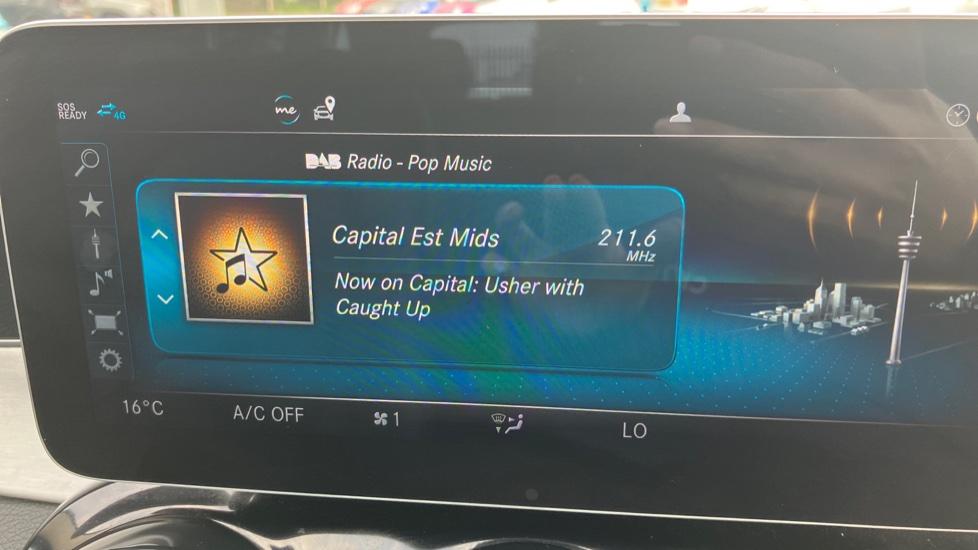 SOS
READY
4G
me
DAB Radio - Pop Music
Capital Est Mids
211.6
MHz
Now on Capital: Usher with
Caught Up
16°C
A/C OFF
1
LO